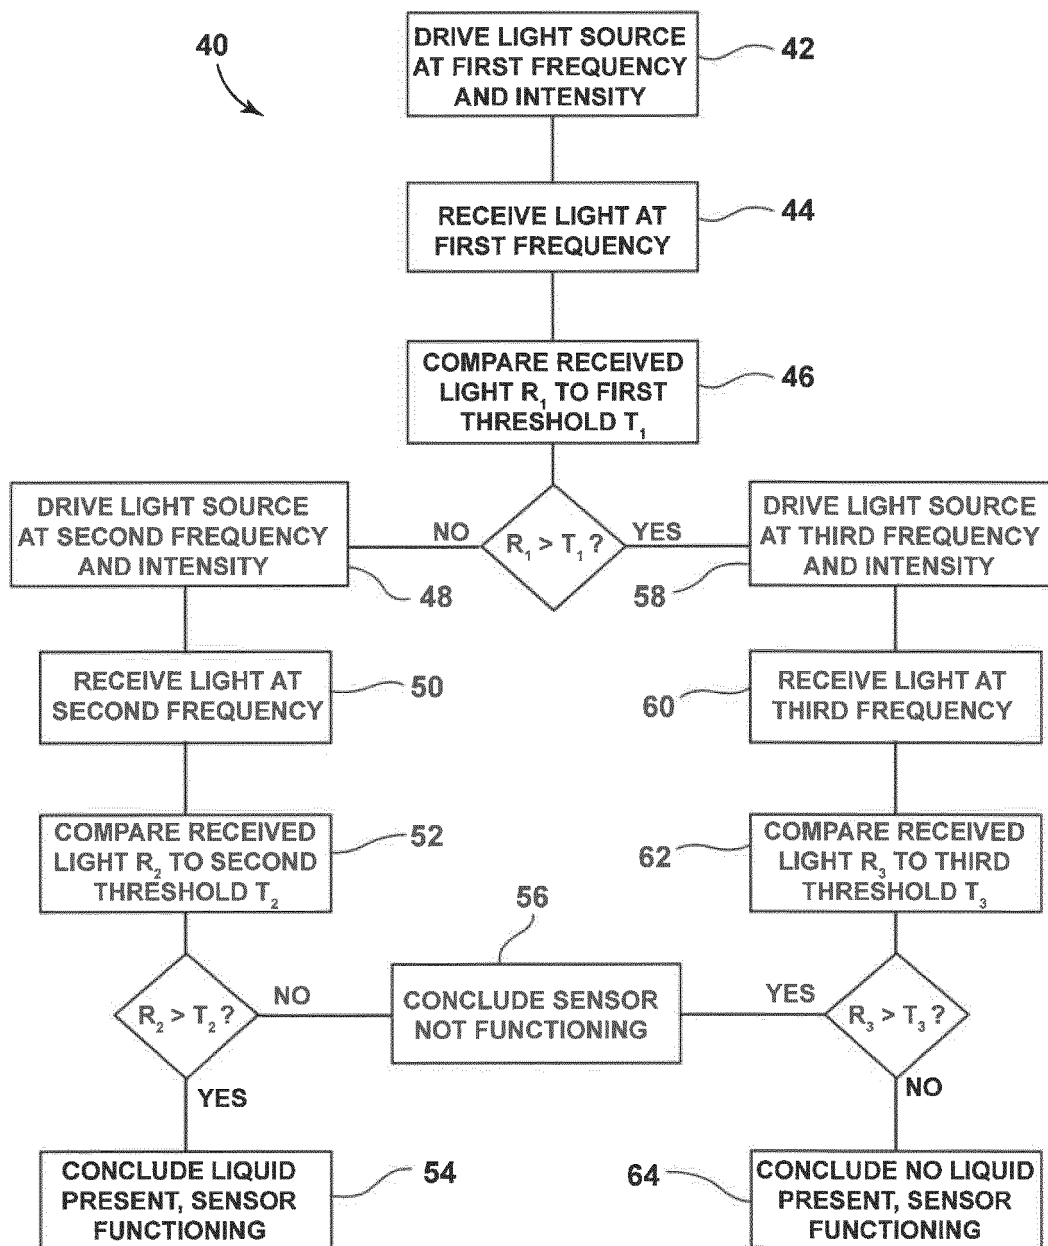 40
DRIVE LIGHT SOURCE
AT FIRST FREQUENCY
AND INTENSITY
42
RECEIVE LIGHT AT
FIRST FREQUENCY
44
COMPARE RECEIVED
LIGHT R₁ TO FIRST
THRESHOLD T₁
46
R₁ > T₁ ?
NO
YES
DRIVE LIGHT SOURCE
AT SECOND FREQUENCY
AND INTENSITY
48
DRIVE LIGHT SOURCE
AT THIRD FREQUENCY
AND INTENSITY
58
RECEIVE LIGHT AT
SECOND FREQUENCY
50
RECEIVE LIGHT AT
THIRD FREQUENCY
60
COMPARE RECEIVED
LIGHT R₂ TO SECOND
THRESHOLD T₂
52
COMPARE RECEIVED
LIGHT R₃ TO THIRD
THRESHOLD T₃
62
R₂ > T₂ ?
NO
YES
56
CONCLUDE SENSOR
NOT FUNCTIONING
YES
R₃ > T₃ ?
NO
CONCLUDE LIQUID
PRESENT, SENSOR
FUNCTIONING
54
CONCLUDE NO LIQUID
PRESENT, SENSOR
FUNCTIONING
64